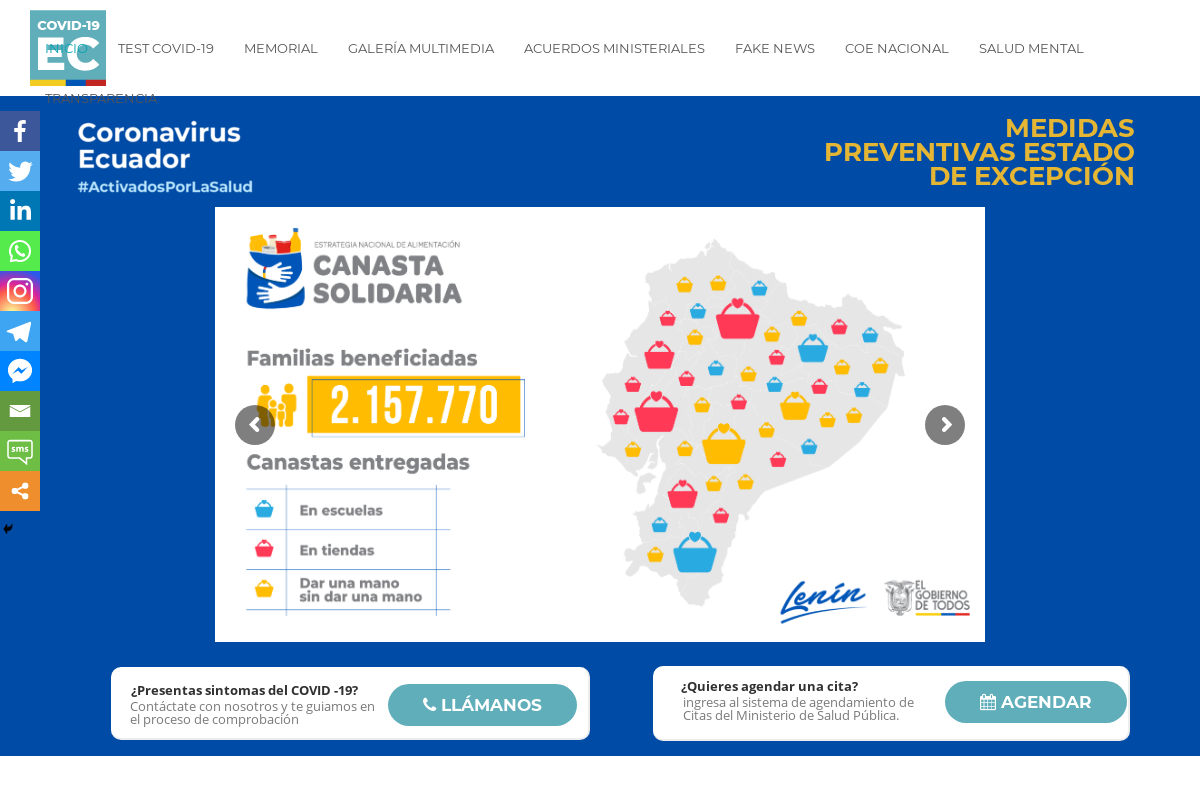 COVID-19
EC
INICIO
TEST COVID-19
MEMORIAL
GALERÍA MULTIMEDIA
ACUERDOS MINISTERIALES
FAKE NEWS
COE NACIONAL
SALUD MENTAL
TRANSPARENCIA
Coronavirus
Ecuador
#ActivadosPorLaSalud
MEDIDAS
PREVENTIVAS ESTADO
DE EXCEPCIÓN
ESTRATEGIA NACIONAL DE ALIMENTACIÓN
CANASTA
SOLIDARIA
Familias beneficiadas
2.157.770
Canastas entregadas
En escuelas
En tiendas
Dar una mano
sin dar una mano
Lenín
EL
GOBIERNO
DE TODOS
sms
¿Presentas sintomas del COVID -19?
Contáctate con nosotros y te guiamos en
el proceso de comprobación
LLÁMANOS
¿Quieres agendar una cita?
ingresa al sistema de agendamiento de
Citas del Ministerio de Salud Pública.
AGENDAR